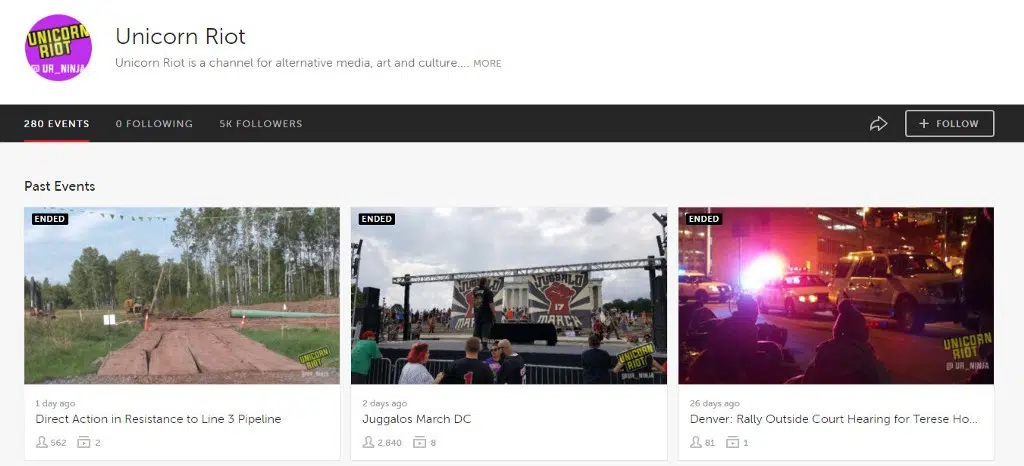 UNICORN
RIOT
@ UR_NINJA
Unicorn Riot
Unicorn Riot is a channel for alternative media, art and culture.... MORE
280 EVENTS 0 FOLLOWING 5K FOLLOWERS + FOLLOW
Past Events
ENDED ENDED ENDED
JUGGALO
MARCH
17
MARCH
UNICORN
RIOT
@UR_NINJA
UNICORN
RIOT
@UR_NINJA
UNICORN
RIOT
@ UR_NINJA
1 day ago
Direct Action in Resistance to Line 3 Pipeline
562 2
2 days ago
Juggalos March DC
2,840 8
26 days ago
Denver: Rally Outside Court Hearing for Terese Ho...
81 1